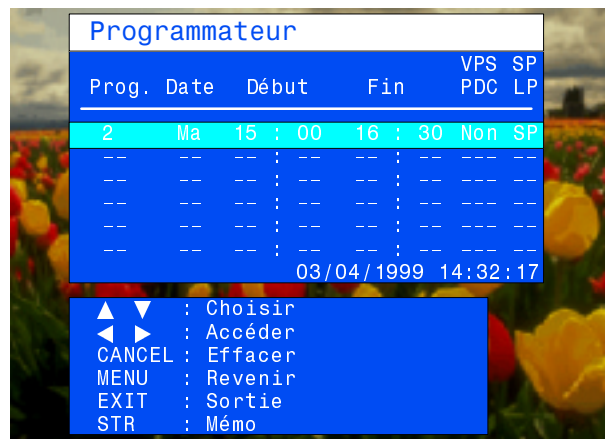 Programmateur
VPS SP
Prog. Date Début Fin PDC LP
2 Ma 15 : 00 16 : 30 Non SP
-- -- -- : -- -- : -- --- --
-- -- -- : -- -- : -- --- --
-- -- -- : -- -- : -- --- --
-- -- -- : -- -- : -- --- --
-- -- -- : -- -- : -- --- --
03/04/1999 14:32:17
▲ ▼ : Choisir
◀ ▶ : Accéder
CANCEL : Effacer
MENU : Revenir
EXIT : Sortie
STR : Mémo